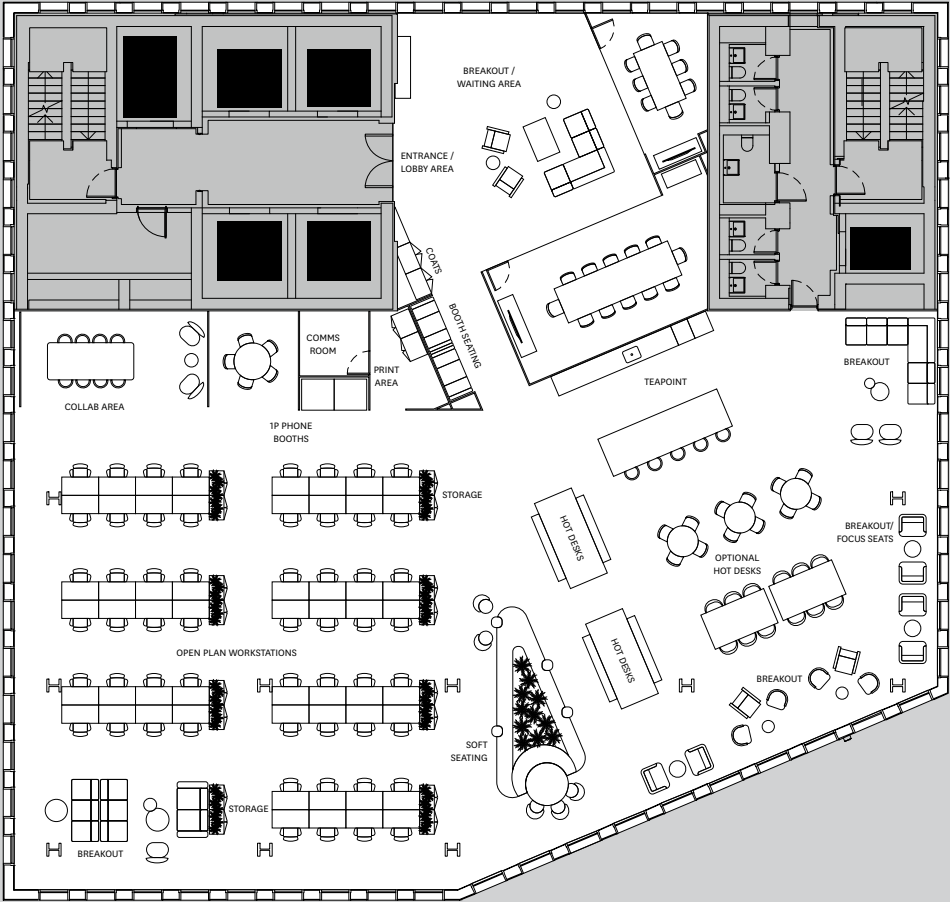 BREAKOUT /
WAITING AREA
ENTRANCE /
LOBBY AREA
COATS
BOOTH SEATING
COMMS
ROOM
PRINT
AREA
COLLAB AREA
1P PHONE
BOOTHS
TEAPOINT
BREAKOUT
STORAGE
HOT DESKS
BREAKOUT/
FOCUS SEATS
OPTIONAL
HOT DESKS
OPEN PLAN WORKSTATIONS
HOT DESKS
BREAKOUT
SOFT
SEATING
STORAGE
BREAKOUT